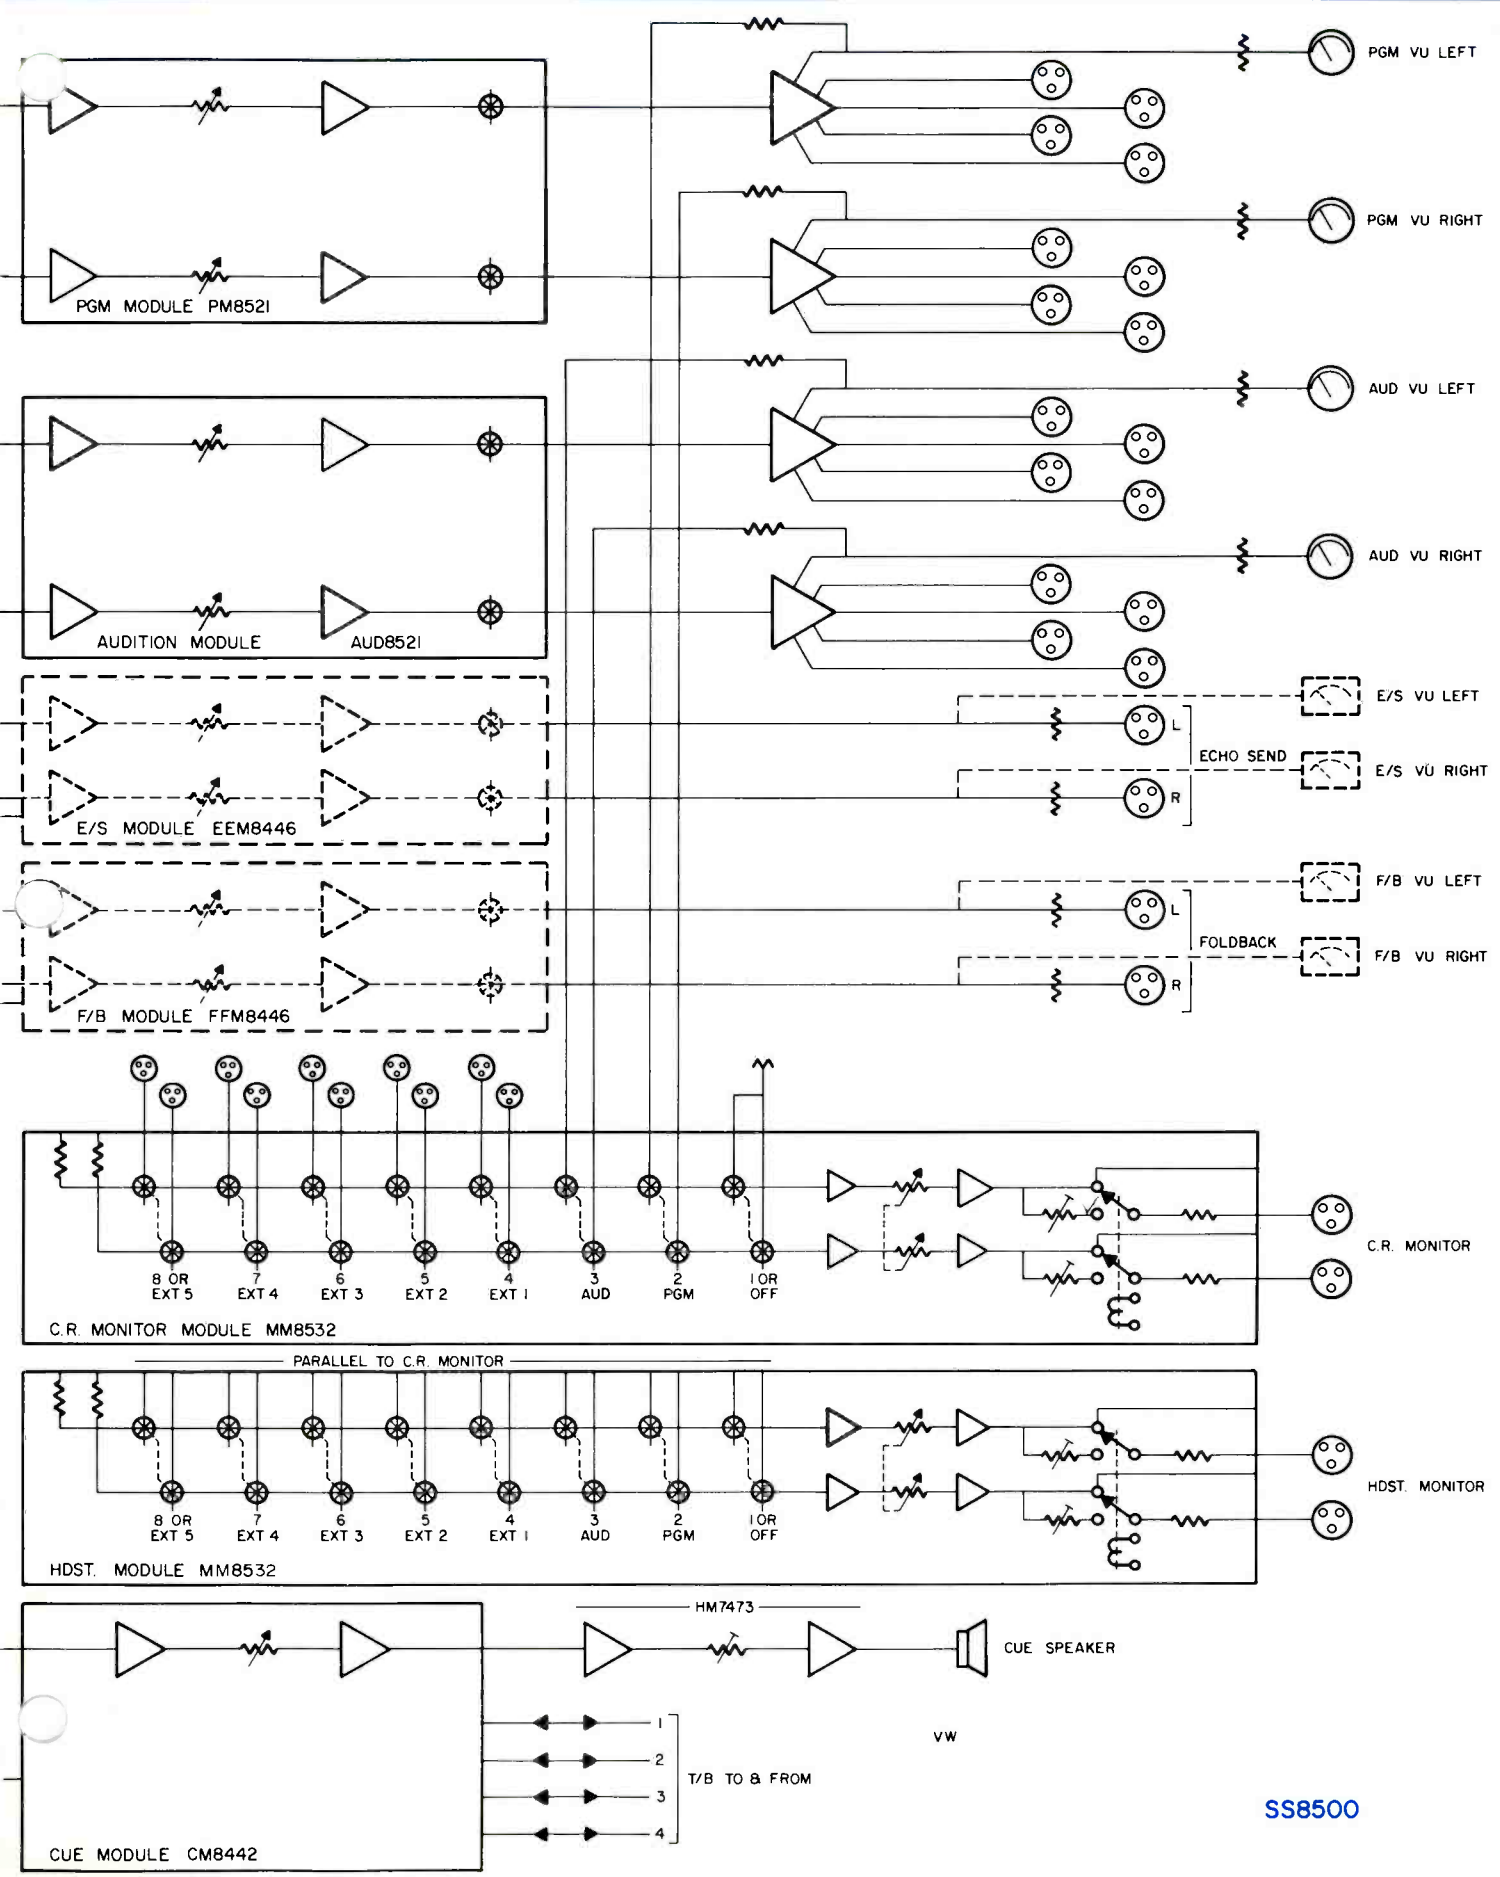 PGM VU LEFT
PGM VU RIGHT
PGM MODULE PM8521
AUD VU LEFT
AUD VU RIGHT
AUDITION MODULE AUD8521
E/S VU LEFT
L
ECHO SEND
E/S VU RIGHT
R
E/S MODULE EEM8446
F/B VU LEFT
L
FOLDBACK
F/B VU RIGHT
R
F/B MODULE FFM8446
C.R. MONITOR
8 OR 7 6 5 4 3 2 1 OR
EXT 5 EXT 4 EXT 3 EXT 2 EXT 1 AUD PGM OFF
C.R. MONITOR MODULE MM8532
PARALLEL TO C.R. MONITOR
HDST. MONITOR
8 OR 7 6 5 4 3 2 1 OR
EXT 5 EXT 4 EXT 3 EXT 2 EXT 1 AUD PGM OFF
HDST. MODULE MM8532
HM7473
CUE SPEAKER
1
2
T/B TO & FROM
3
4
VW
SS8500
CUE MODULE CM8442